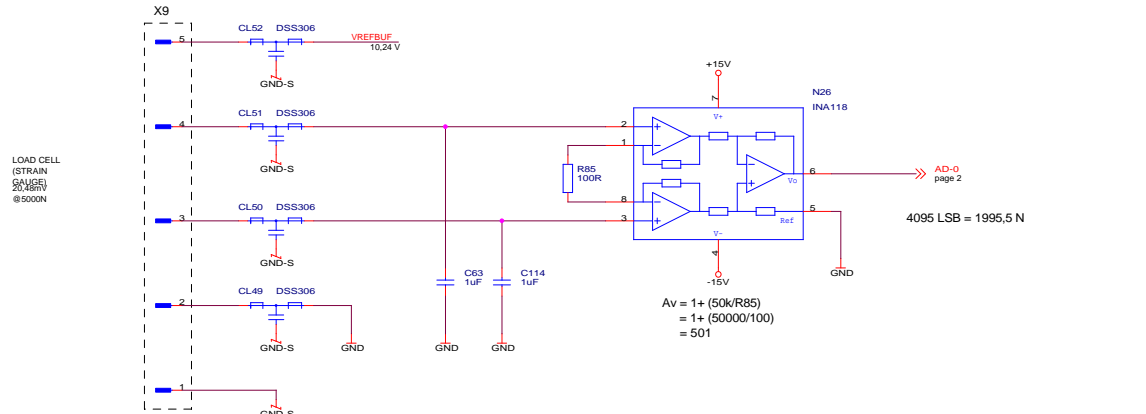 X9
CL52 DSS306
5
VREFBUF
10,24 V
GND-S
+15V
7
N26
INA118
V+
CL51 DSS306
4
2
1
GND-S
LOAD CELL
(STRAIN
GAUGE)
20,48mV
@5000N
R85
100R
8
3
Vo
6
AD-0
page 2
5
Ref
4095 LSB = 1995,5 N
CL50 DSS306
3
GND-S
V-
4
-15V
GND
C63
1uF
C114
1uF
CL49 DSS306
2
GND-S
GND
GND
GND
Av = 1+ (50k/R85)
= 1+ (50000/100)
= 501
1
GND-S